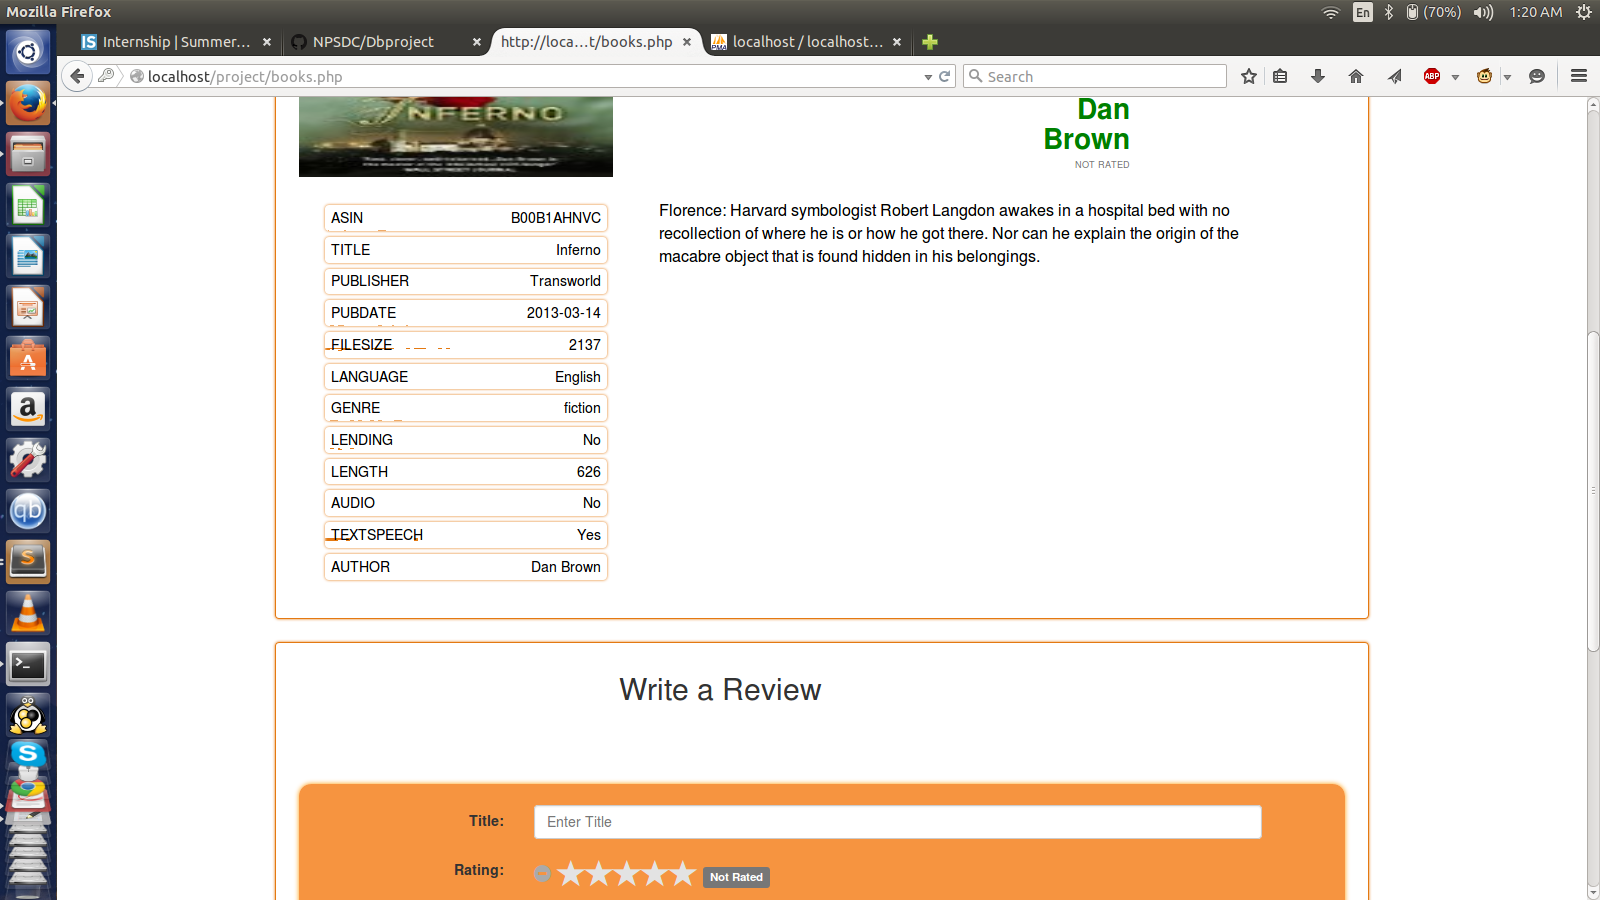 Mozilla Firefox
En
(70%)
1:20 AM
Internship | Summer...
NPSDC/Dbproject
http://loca...t/books.php
localhost / localhost...
localhost/project/books.php
Search
ABP
INFERNO
Dan
Brown
NOT RATED
ASIN B00B1AHNVC
TITLE Inferno
PUBLISHER Transworld
PUBDATE 2013-03-14
FILESIZE 2137
LANGUAGE English
GENRE fiction
LENDING No
LENGTH 626
AUDIO No
TEXTSPEECH Yes
AUTHOR Dan Brown
Florence: Harvard symbologist Robert Langdon awakes in a hospital bed with no
recollection of where he is or how he got there. Nor can he explain the origin of the
macabre object that is found hidden in his belongings.
Write a Review
Title:
Enter Title
Rating:
Not Rated